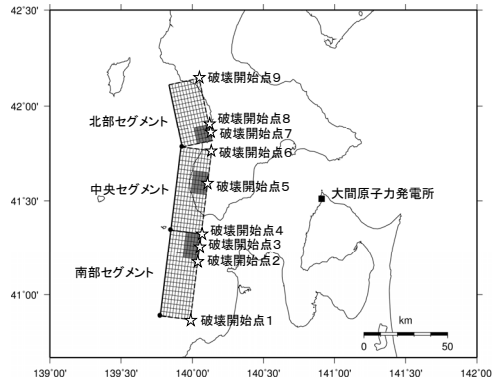 42°30'
破壊開始点9
42°00'
破壊開始点8
北部セグメント
破壊開始点7
破壊開始点6
中央セグメント
破壊開始点5
大間原子力発電所
41°30'
破壊開始点4
破壊開始点3
破壊開始点2
南部セグメント
41°00'
破壊開始点1
km
0 50
139°00' 139°30' 140°00' 140°30' 141°00' 141°30' 142°00'